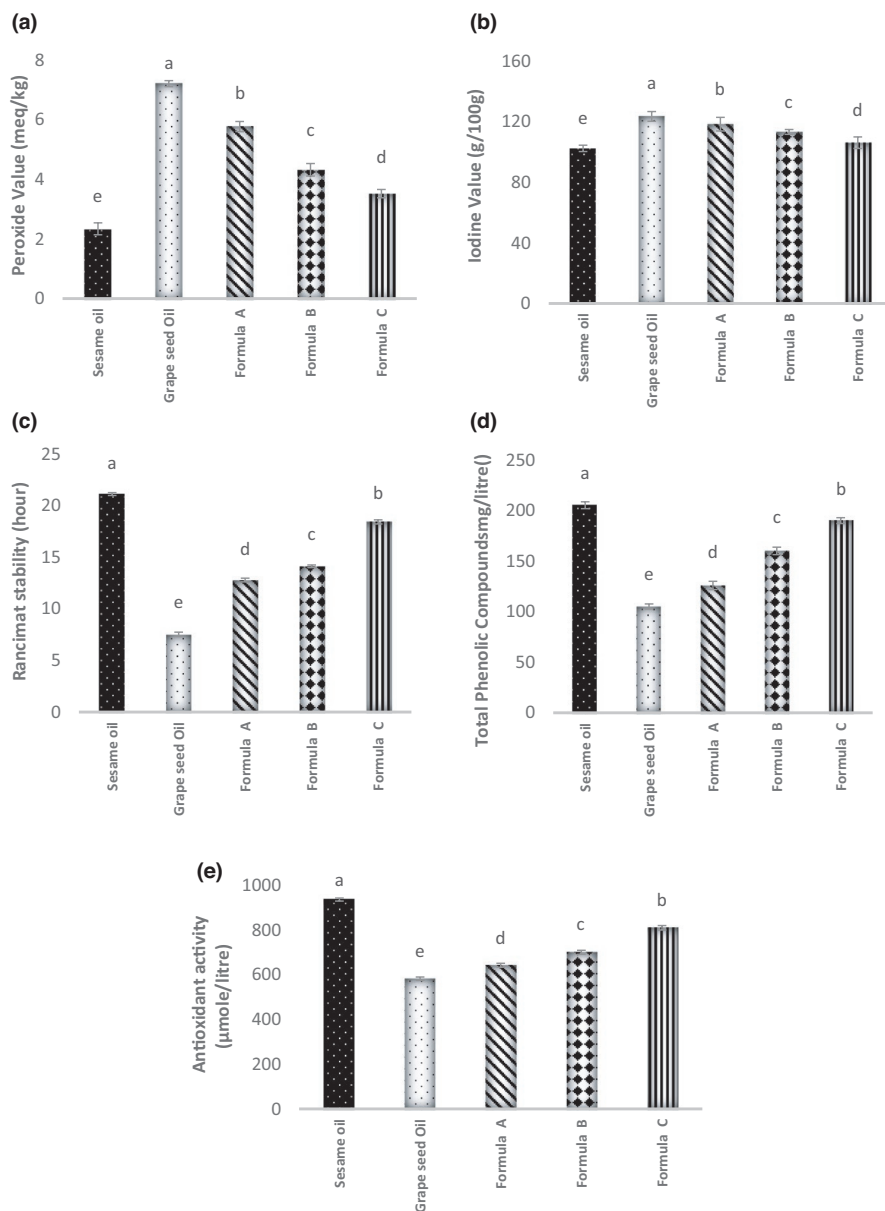 (a)
Peroxide Value (meq/kg)
8
6
4
2
0
e
a
b
c
d
Sesame oil
Grape seed Oil
Formula A
Formula B
Formula C
(b)
Iodine Value (g/100g)
160
120
80
40
0
e
a
b
c
d
Sesame oil
Grape seed Oil
Formula A
Formula B
Formula C
(c)
Rancimat stability (hour)
25
20
15
10
5
0
a
e
d
c
b
Sesame oil
Grape seed Oil
Formula A
Formula B
Formula C
(d)
Total Phenolic Compoundsmg/litre()
250
200
150
100
50
0
a
e
d
c
b
Sesame oil
Grape seed Oil
Formula A
Formula B
Formula C
(e)
Antioxidant activity
(μmole/litre)
1000
800
600
400
200
0
a
e
d
c
b
Sesame oil
Grape seed Oil
Formula A
Formula B
Formula C